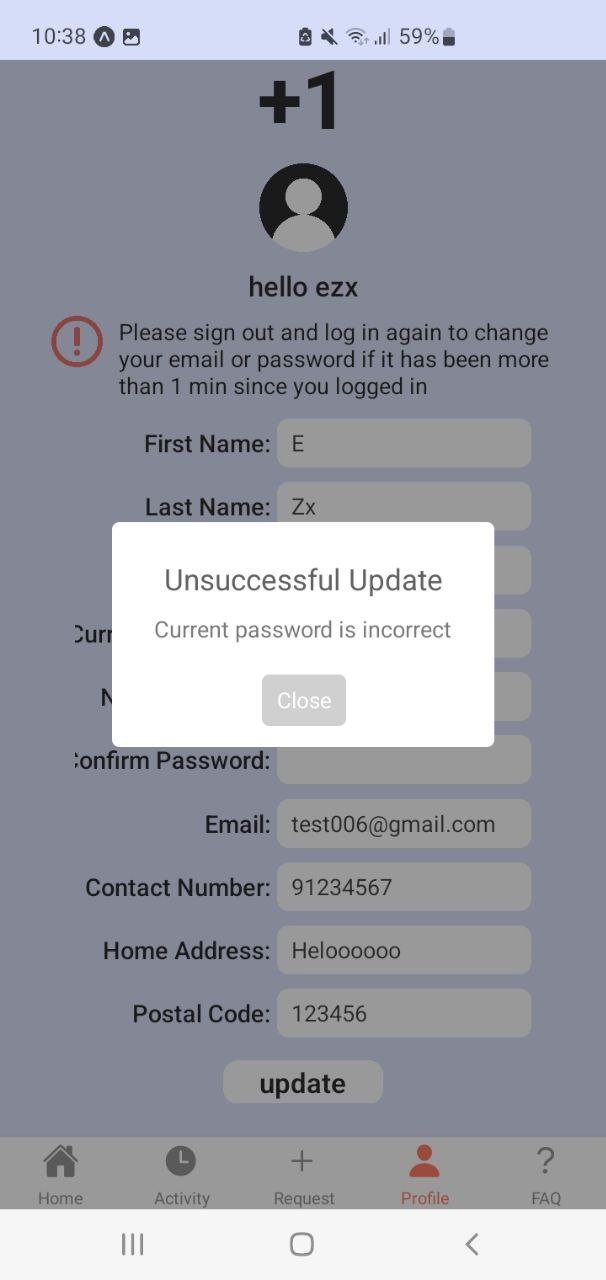 10:38 59%
+1
hello ezx
Please sign out and log in again to change
your email or password if it has been more
than 1 min since you logged in
First Name: E
Last Name: Zx
Unsuccessful Update
Current password is incorrect
Close
Confirm Password:
Email: test006@gmail.com
Contact Number: 91234567
Home Address: Heloooooo
Postal Code: 123456
update
Home Activity Request Profile FAQ